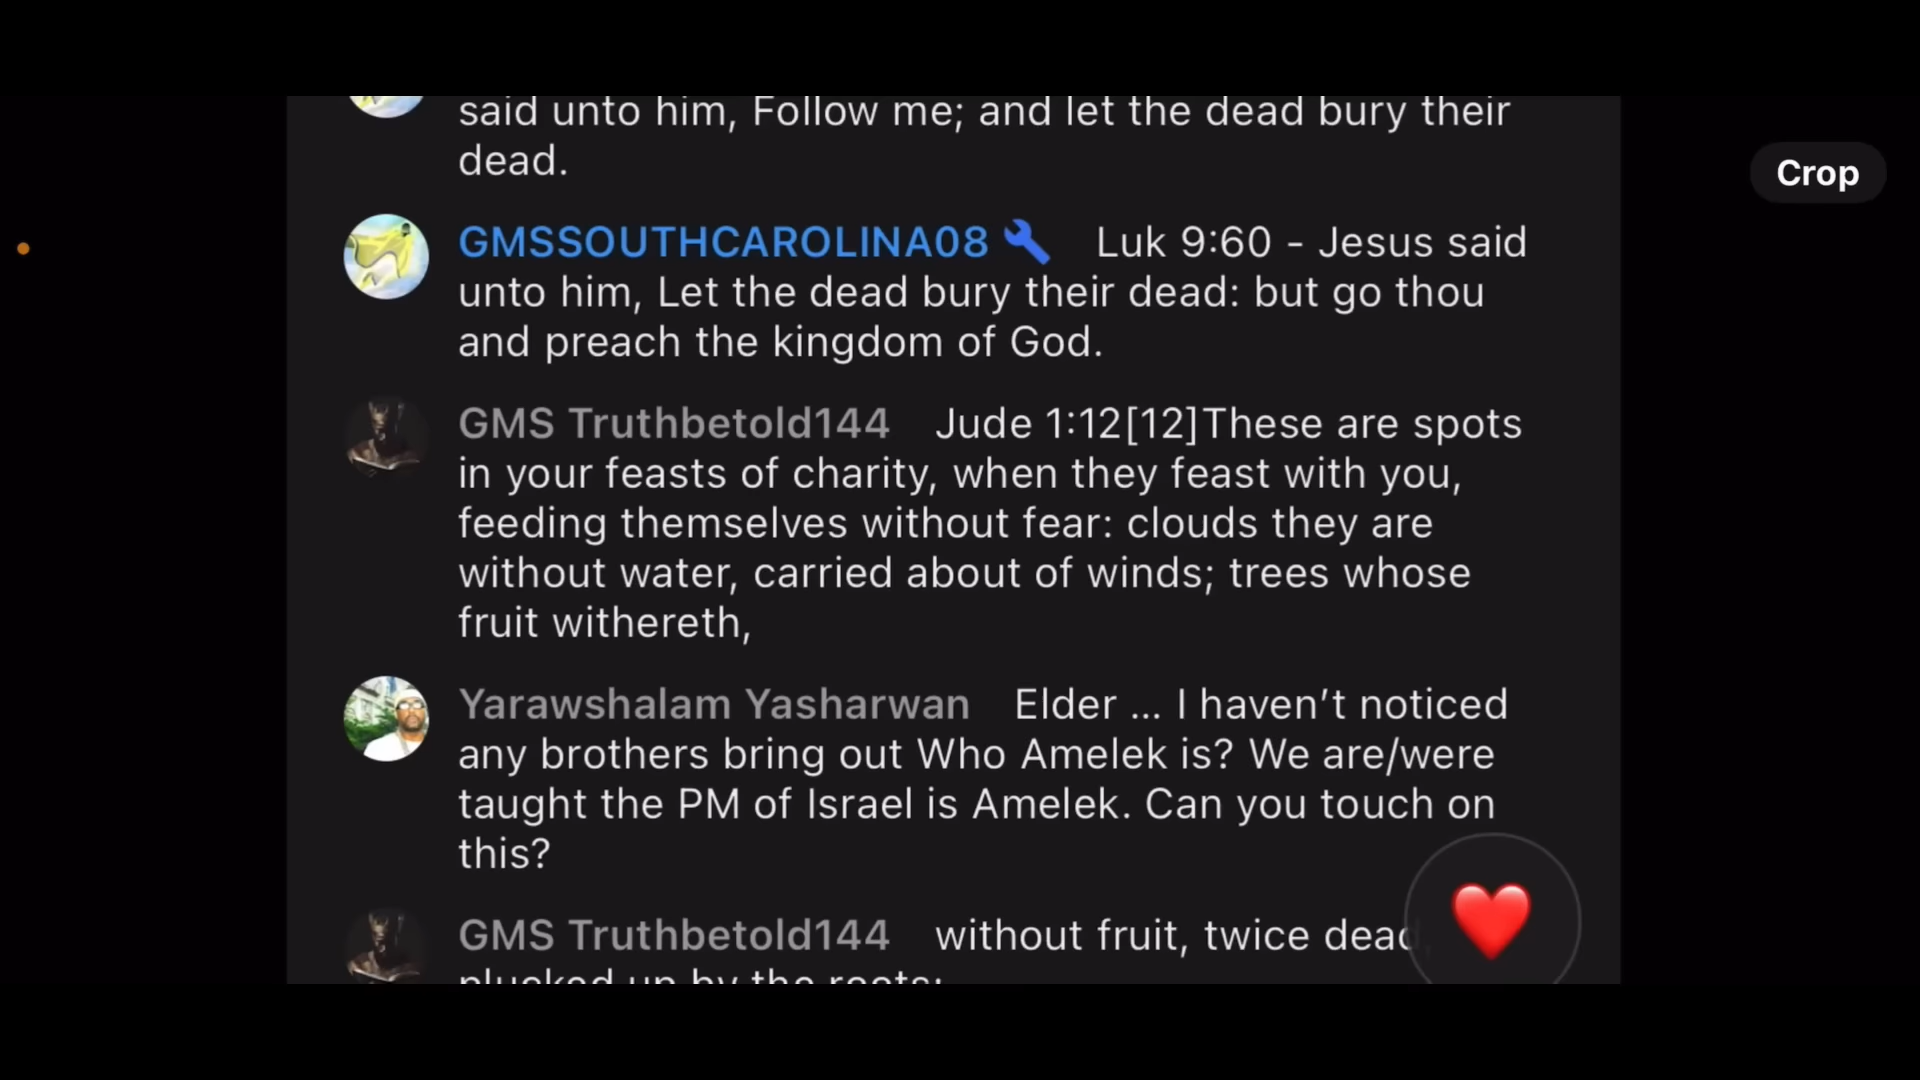 said unto him, Follow me; and let the dead bury their
dead.
Crop
GMSSOUTHCAROLINA08 Luk 9:60 - Jesus said
unto him, Let the dead bury their dead: but go thou
and preach the kingdom of God.
GMS Truthbetold144 Jude 1:12[12]These are spots
in your feasts of charity, when they feast with you,
feeding themselves without fear: clouds they are
without water, carried about of winds; trees whose
fruit withereth,
Yarawshalam Yasharwan Elder ... I haven't noticed
any brothers bring out Who Amelek is? We are/were
taught the PM of Israel is Amelek. Can you touch on
this?
GMS Truthbetold144 without fruit, twice dead,
plucked up by the roots;